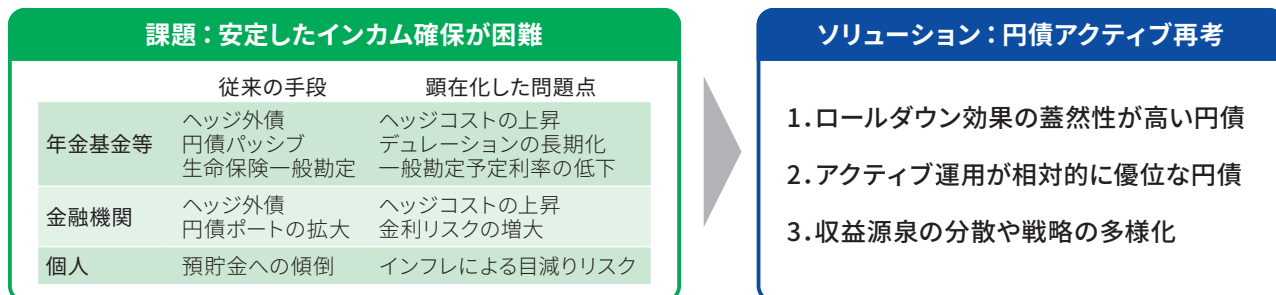 課題：安定したインカム確保が困難
従来の手段 顕在化した問題点
年金基金等
ヘッジ外債 ヘッジコストの上昇
円債パッシブ デュレーションの長期化
生命保険一般勘定 一般勘定予定利率の低下
金融機関
ヘッジ外債 ヘッジコストの上昇
円債ポートの拡大 金利リスクの増大
個人 預貯金への傾倒 インフレによる目減りリスク
ソリューション：円債アクティブ再考
1.ロールダウン効果の蓋然性が高い円債
2.アクティブ運用が相対的に優位な円債
3.収益源泉の分散や戦略の多様化